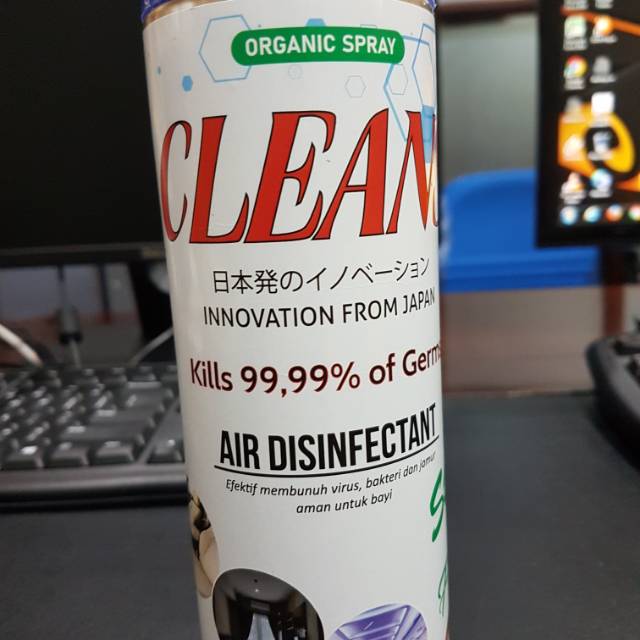 ORGANIC SPRAY
CLEAN
日本発のイノベーション
INNOVATION FROM JAPAN
Kills 99,99% of Germ
AIR DISINFECTANT
Efektif membunuh virus, bakteri dan jamur
aman untuk bayi